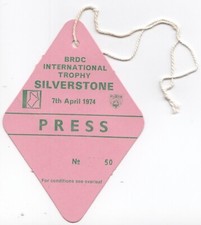 BRDC
INTERNATIONAL
TROPHY
SILVERSTONE
7th April 1974
PRESS
No 50
For conditions see overleaf